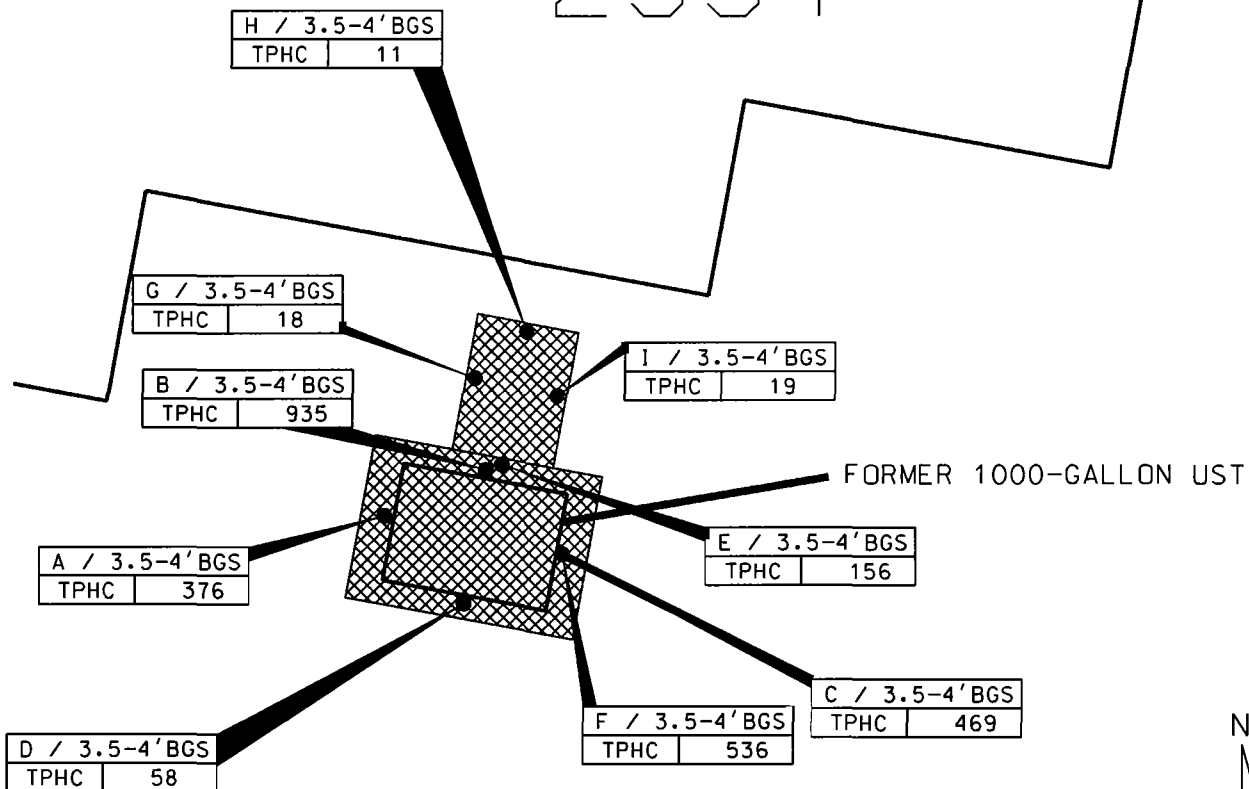 H / 3.5-4'BGS
TPHC 11
G / 3.5-4'BGS
TPHC 18
I / 3.5-4'BGS
TPHC 19
B / 3.5-4'BGS
TPHC 935
FORMER 1000-GALLON UST
E / 3.5-4'BGS
TPHC 156
A / 3.5-4'BGS
TPHC 376
C / 3.5-4'BGS
TPHC 469
F / 3.5-4'BGS
TPHC 536
D / 3.5-4'BGS
TPHC 58
N